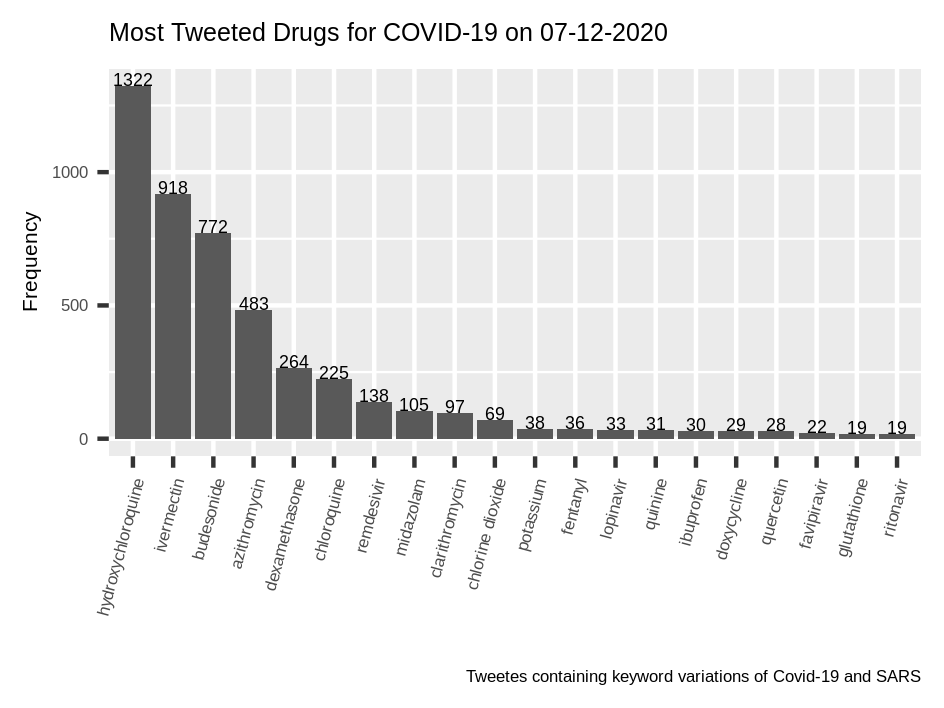 Most Tweeted Drugs for COVID-19 on 07-12-2020
Frequency
1000
500
0
1322
918
772
483
264
225
138
105
97
69
38
36
33
31
30
29
28
22
19
19
hydroxychloroquine
ivermectin
budesonide
azithromycin
dexamethasone
chloroquine
remdesivir
midazolam
clarithromycin
chlorine dioxide
potassium
fentanyl
lopinavir
quinine
ibuprofen
doxycycline
quercetin
favipiravir
glutathione
ritonavir
Tweetes containing keyword variations of Covid-19 and SARS